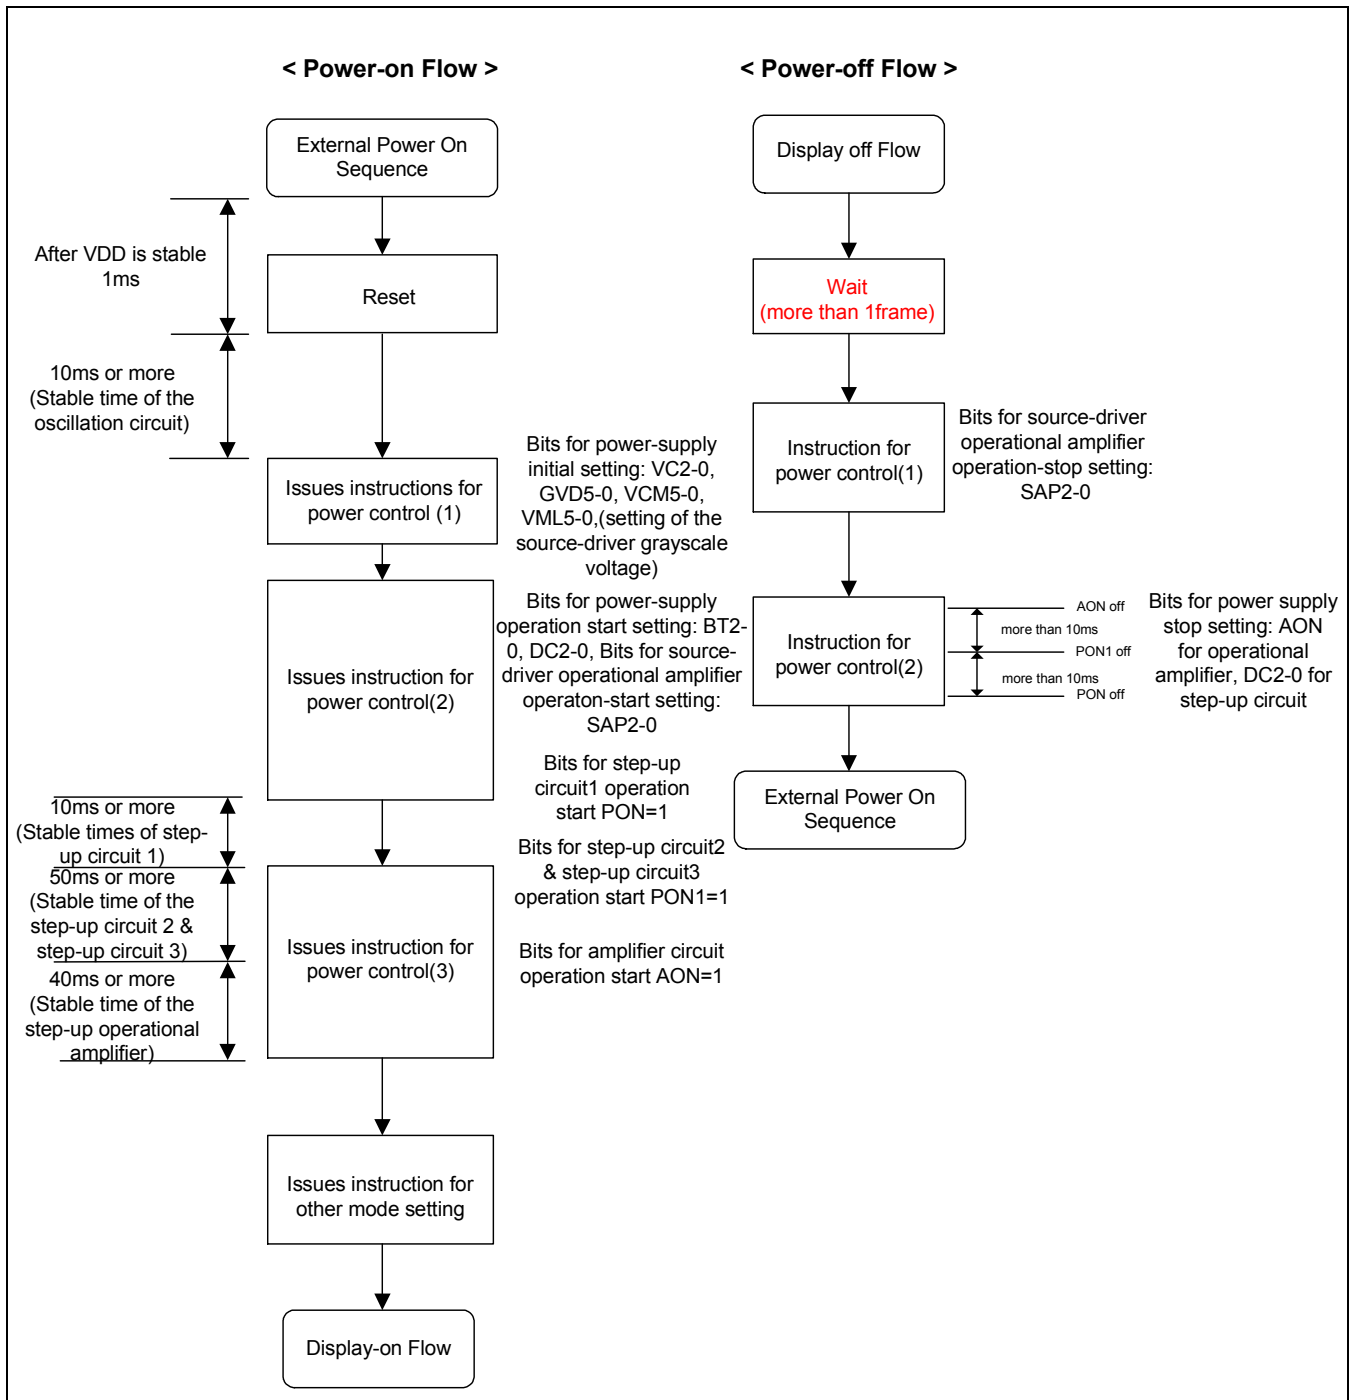 < Power-on Flow >
External Power On
Sequence
After VDD is stable
1ms
Reset
10ms or more
(Stable time of the
oscillation circuit)
Issues instructions for
power control (1)
Bits for power-supply
initial setting: VC2-0,
GVD5-0, VCM5-0,
VML5-0,(setting of the
source-driver grayscale
voltage)
Issues instruction for
power control(2)
Bits for power-supply
operation start setting: BT2-
0, DC2-0, Bits for source-
driver operational amplifier
operaton-start setting:
SAP2-0
Bits for step-up
circuit1 operation
start PON=1
10ms or more
(Stable times of step-
up circuit 1)
50ms or more
(Stable time of the
step-up circuit 2 &
step-up circuit 3)
40ms or more
(Stable time of the
step-up operational
amplifier)
Issues instruction for
power control(3)
Bits for step-up circuit2
& step-up circuit3
operation start PON1=1
Bits for amplifier circuit
operation start AON=1
Issues instruction for
other mode setting
Display-on Flow
< Power-off Flow >
Display off Flow
Wait
(more than 1frame)
Instruction for
power control(1)
Bits for source-driver
operational amplifier
operation-stop setting:
SAP2-0
Instruction for
power control(2)
AON off
more than 10ms
PON1 off
more than 10ms
PON off
Bits for power supply
stop setting: AON
for operational
amplifier, DC2-0 for
step-up circuit
External Power On
Sequence